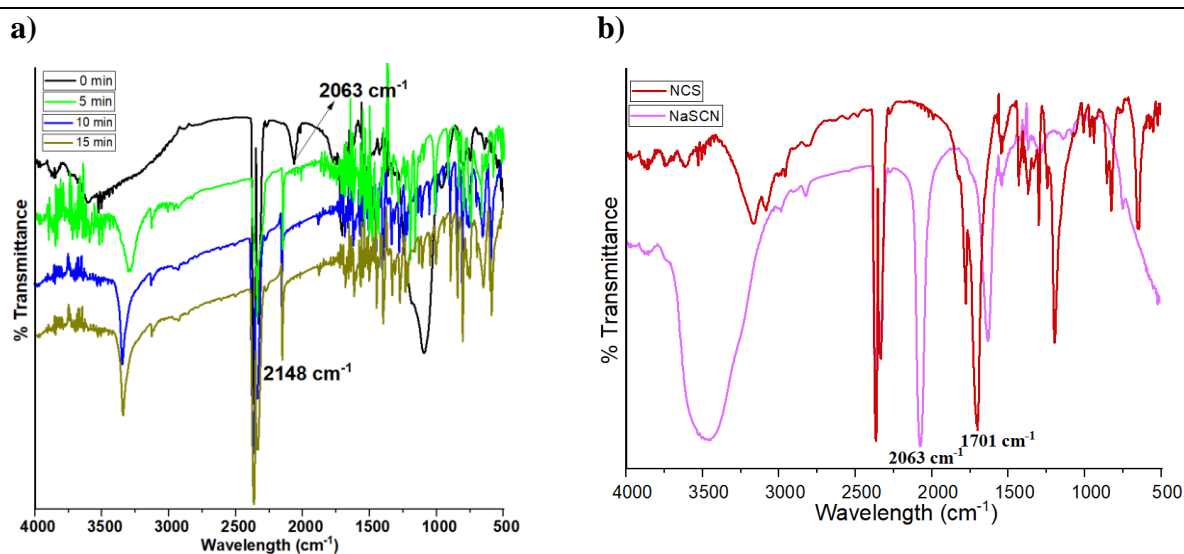 a)
0 min
5 min
10 min
15 min
2063 cm⁻¹
2148 cm⁻¹
% Transmittance
4000 3500 3000 2500 2000 1500 1000 500
Wavelength (cm⁻¹)
b)
NCS
NaSCN
2063 cm⁻¹
1701 cm⁻¹
% Transmittance
4000 3500 3000 2500 2000 1500 1000 500
Wavelength (cm⁻¹)